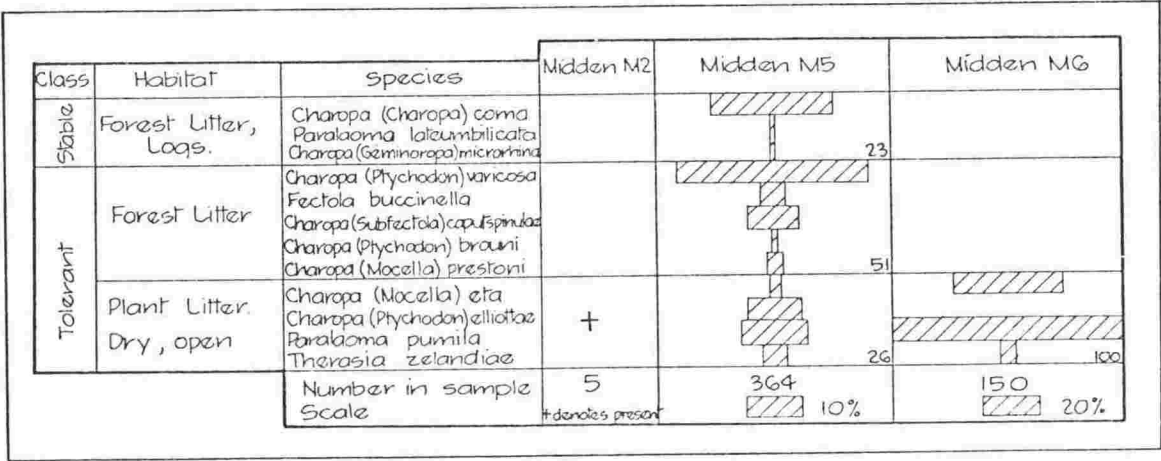 Class Habitat Species Midden M2 Midden M5 Midden M6
Stable
Forest Litter,
Logs.
Charopa (Charopa) coma
Paralaoma lateumbilicata
Charopa (Geminoropa) microrhina
23
Tolerant
Forest Litter
Charopa (Ptychodon) varicosa
Fectola buccinella
Charopa (Subfectola) caputspinulae
Charopa (Ptychodon) brouni
Charopa (Mocella) prestoni
51
Plant Litter.
Dry, open
Charopa (Mocella) eta
Charopa (Ptychodon) elliottae
Paralaoma pumila
Therasia zelandiae
+
26
100
Number in sample 5 364 150
Scale +denotes present 10% 20%